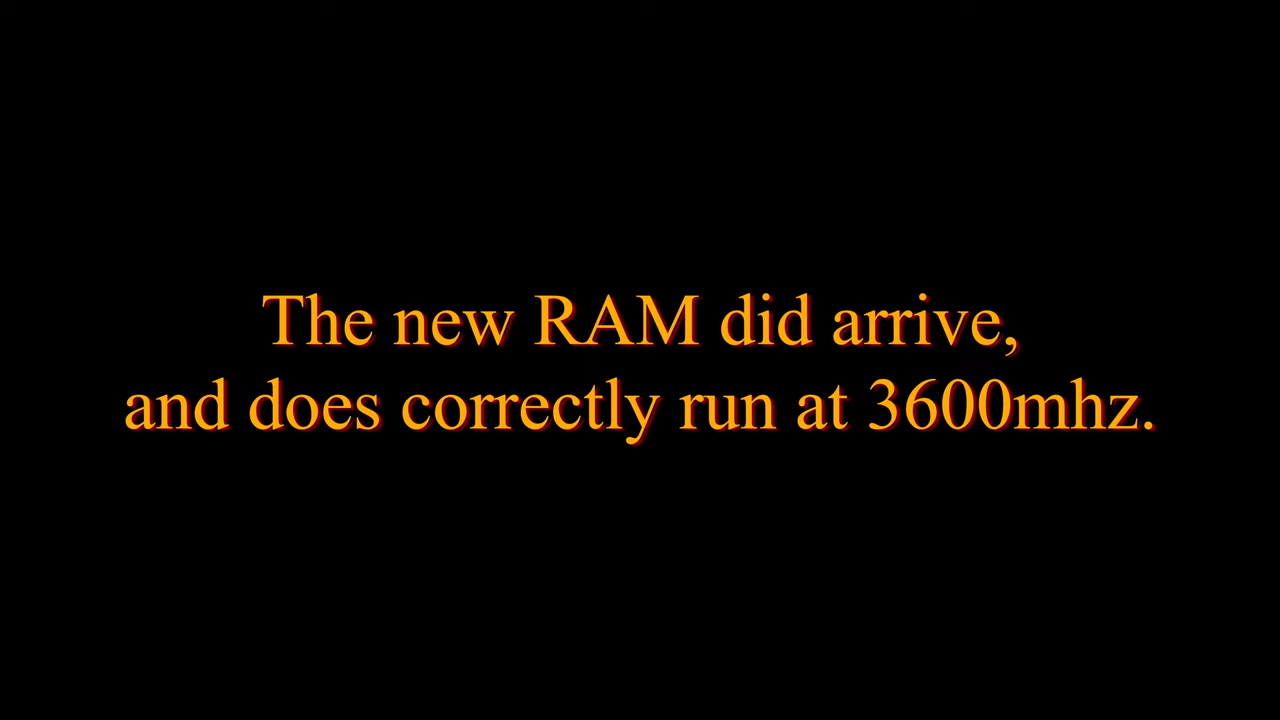 The new RAM did arrive,
and does correctly run at 3600mhz.